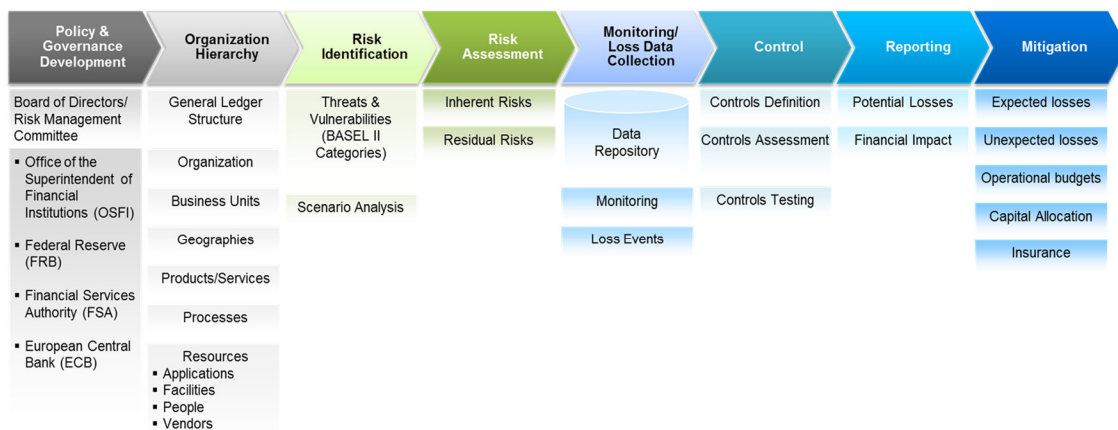 Policy &
Governance
Development
Organization
Hierarchy
Risk
Identification
Risk
Assessment
Monitoring/
Loss Data
Collection
Control
Reporting
Mitigation
Board of Directors/
Risk Management
Committee
▪ Office of the
Superintendent of
Financial
Institutions (OSFI)
▪ Federal Reserve
(FRB)
▪ Financial Services
Authority (FSA)
▪ European Central
Bank (ECB)
General Ledger
Structure
Organization
Business Units
Geographies
Products/Services
Processes
Resources
▪ Applications
▪ Facilities
▪ People
▪ Vendors
Threats &
Vulnerabilities
(BASEL II
Categories)
Scenario Analysis
Inherent Risks
Residual Risks
Data
Repository
Monitoring
Loss Events
Controls Definition
Controls Assessment
Controls Testing
Potential Losses
Financial Impact
Expected losses
Unexpected losses
Operational budgets
Capital Allocation
Insurance